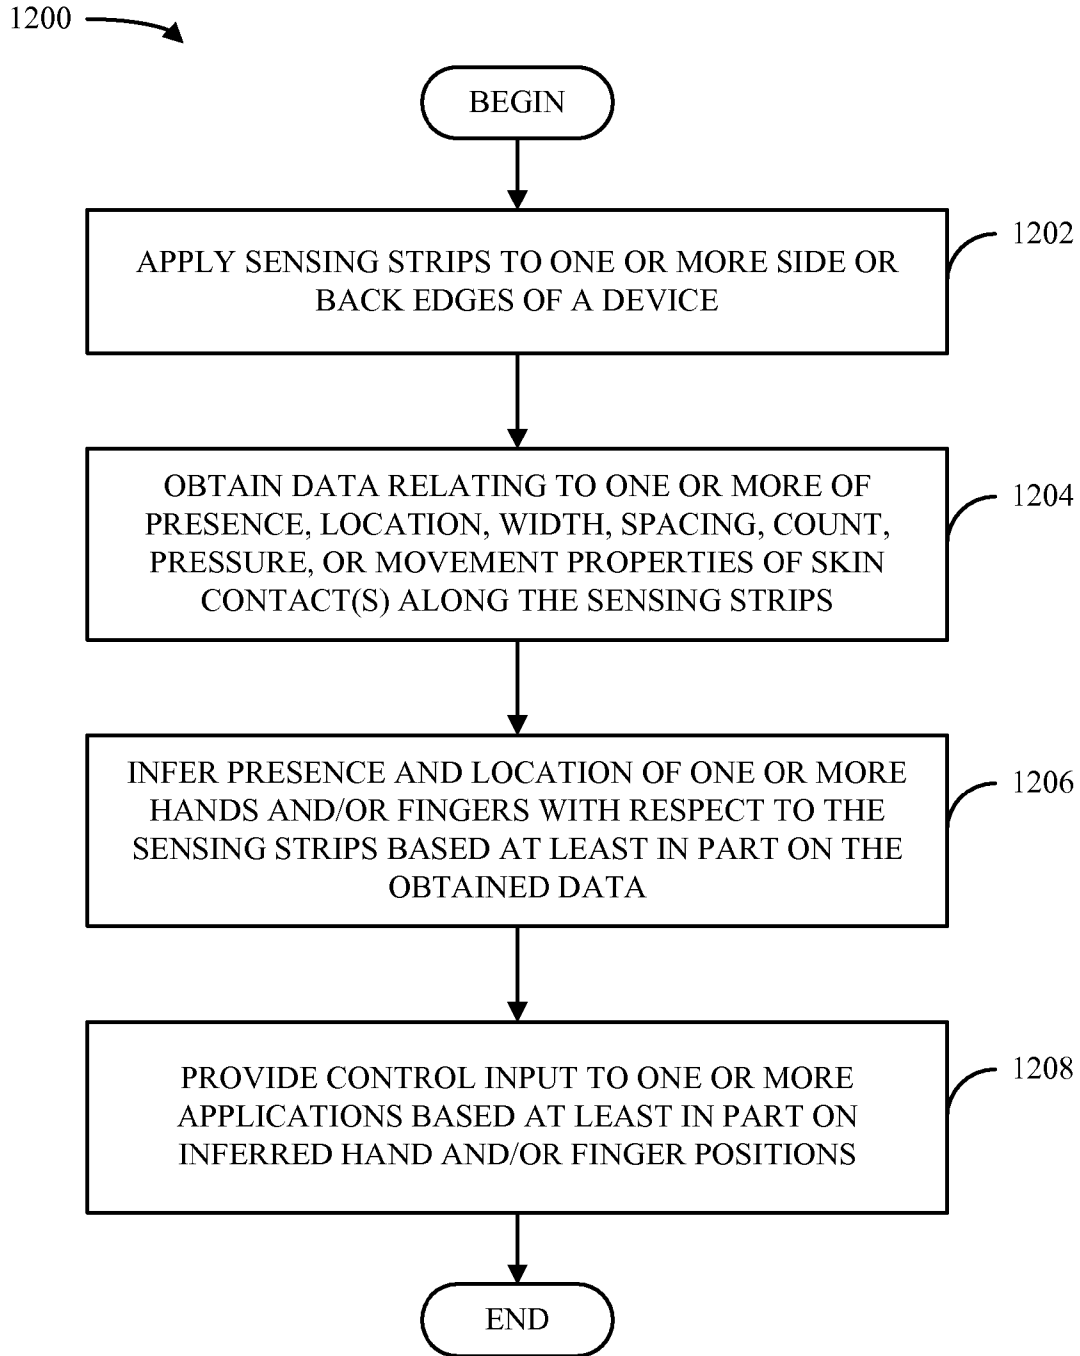 1200
BEGIN
APPLY SENSING STRIPS TO ONE OR MORE SIDE OR
BACK EDGES OF A DEVICE
1202
OBTAIN DATA RELATING TO ONE OR MORE OF
PRESENCE, LOCATION, WIDTH, SPACING, COUNT,
PRESSURE, OR MOVEMENT PROPERTIES OF SKIN
CONTACT(S) ALONG THE SENSING STRIPS
1204
INFER PRESENCE AND LOCATION OF ONE OR MORE
HANDS AND/OR FINGERS WITH RESPECT TO THE
SENSING STRIPS BASED AT LEAST IN PART ON THE
OBTAINED DATA
1206
PROVIDE CONTROL INPUT TO ONE OR MORE
APPLICATIONS BASED AT LEAST IN PART ON
INFERRED HAND AND/OR FINGER POSITIONS
1208
END